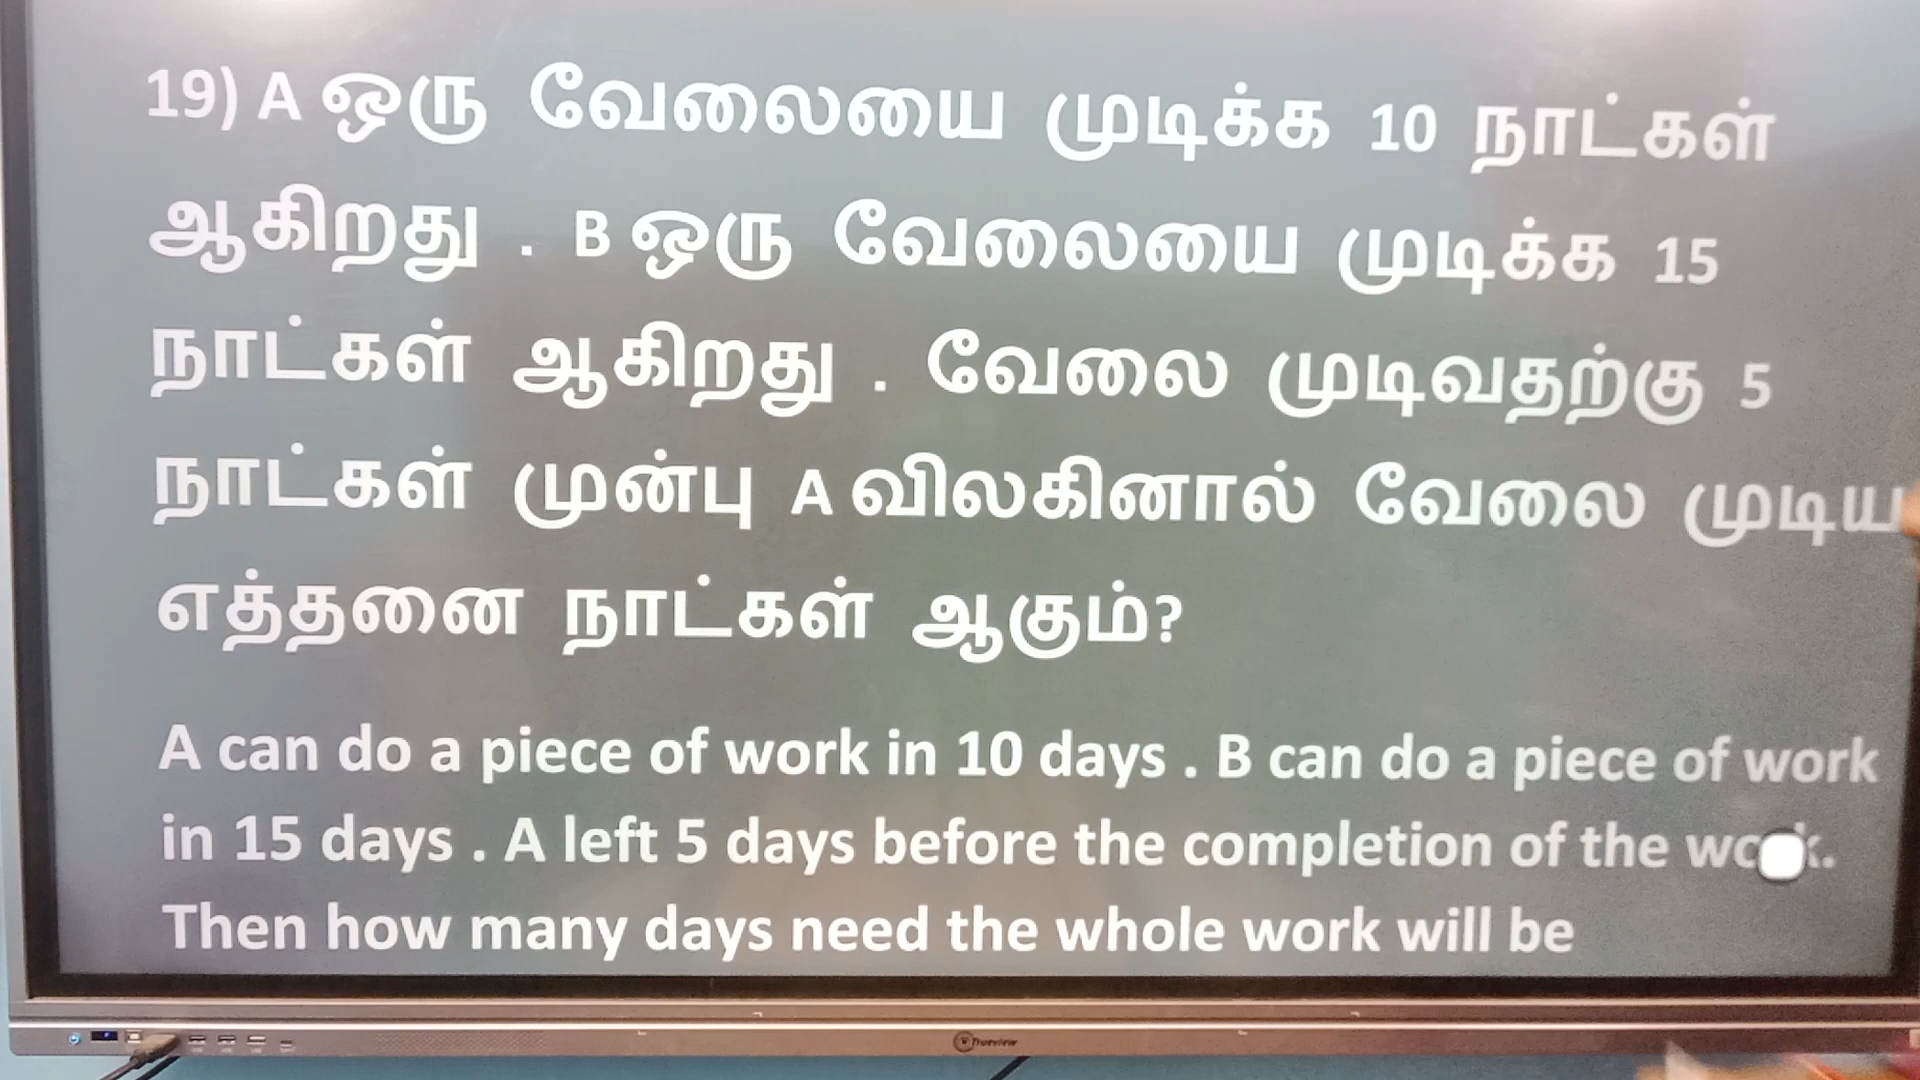 19) A ஒரு வேலையை முடிக்க 10 நாட்கள்
ஆகிறது . B ஒரு வேலையை முடிக்க 15
நாட்கள் ஆகிறது . வேலை முடிவதற்கு 5
நாட்கள் முன்பு A விலகினால் வேலை முடிய
எத்தனை நாட்கள் ஆகும்?
A can do a piece of work in 10 days . B can do a piece of work
in 15 days . A left 5 days before the completion of the work.
Then how many days need the whole work will be
Trueview